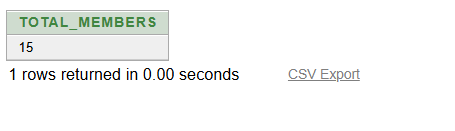 TOTAL_MEMBERS
15
1 rows returned in 0.00 seconds CSV Export